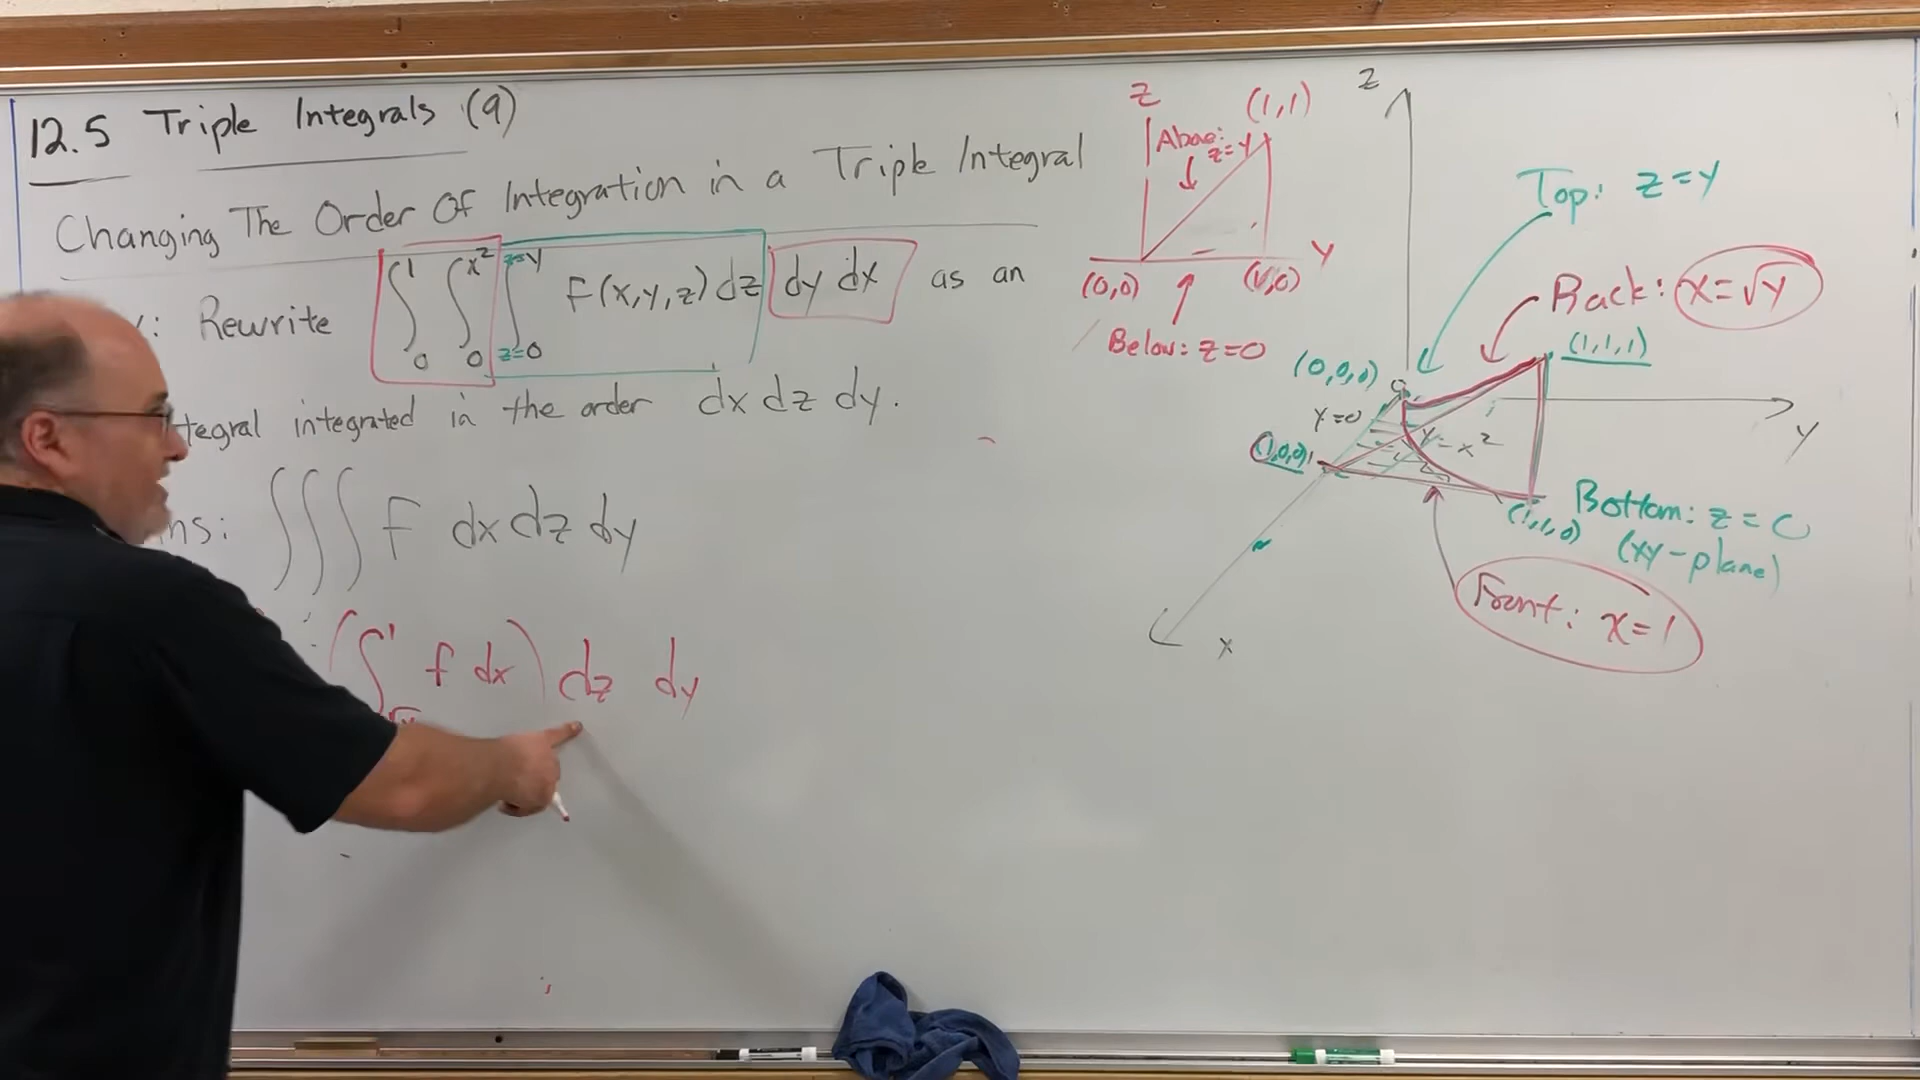 12.5 Triple Integrals (9)
Changing The Order Of Integration in a Triple Integral
: Rewrite ∫₀¹ ∫₀^{x²} ∫_{z=0}^{z=y} f(x,y,z) dz dy dx as an
tegral integrated in the order dx dz dy.
ns: ∫∫∫ f dx dz dy
(∫_{√y}^1 f dx) dz dy
z
(1,1)
Above:
z=y
y
(0,0)
(1,0)
Below: z=0
z
Top: z=y
Back: x=√y
(1,1,1)
(0,0,0)
y=0
y=x²
y
(1,0,0)
(1,1,0)
Bottom: z=0
(xy-plane)
Front: x=1
x